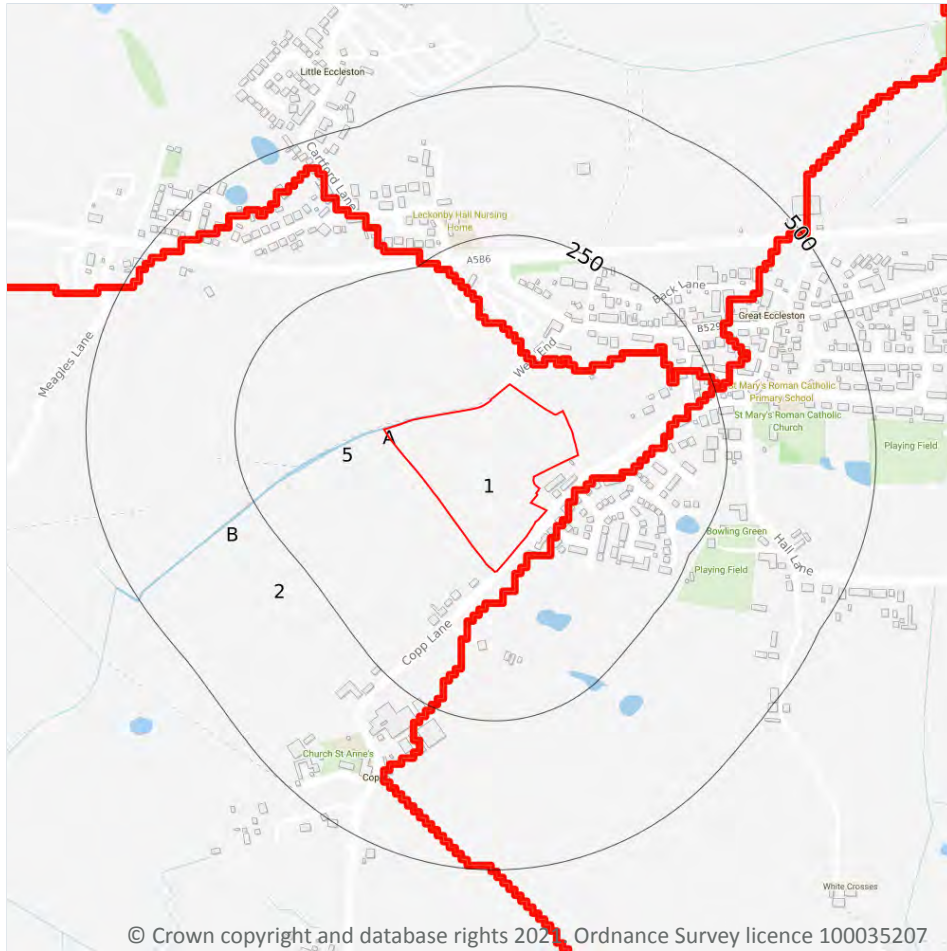 Little Eccleston
Cartford Lane
Leckonby Hall Nursing
Home
500
250
A586
Back Lane
Great Eccleston
B529
Meagles Lane
West End
St Mary's Roman Catholic
Primary School
St Mary's Roman Catholic
Church
Playing Field
A
5
1
B
Bowling Green
Hall Lane
Playing Field
2
Copp Lane
Church St Anne's
Copp
White Crosses
© Crown copyright and database rights 2021. Ordnance Survey licence 100035207